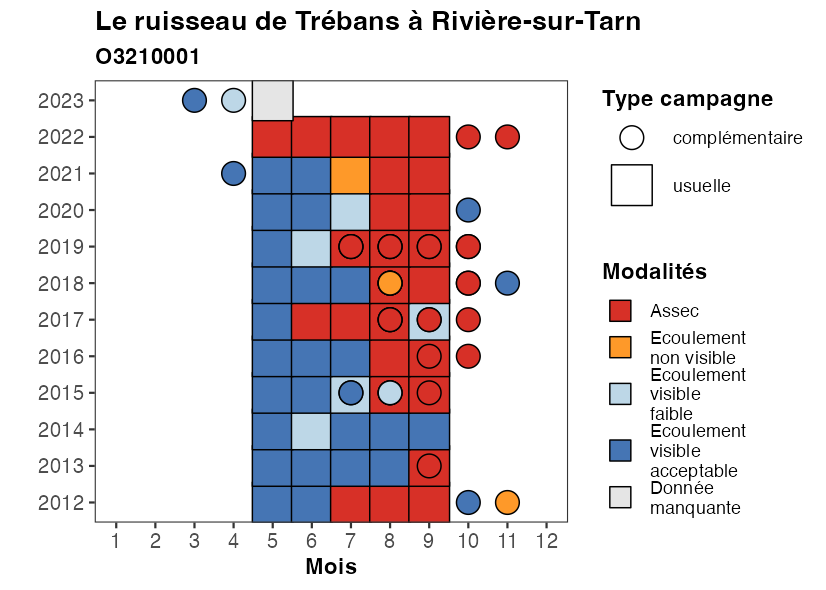 Le ruisseau de Trébans à Rivière-sur-Tarn
O3210001
2023
2022
2021
2020
2019
2018
2017
2016
2015
2014
2013
2012
1 2 3 4 5 6 7 8 9 10 11 12
Mois
Type campagne
complémentaire
usuelle
Modalités
Assec
Ecoulement
non visible
Ecoulement
visible
faible
Ecoulement
visible
acceptable
Donnée
manquante